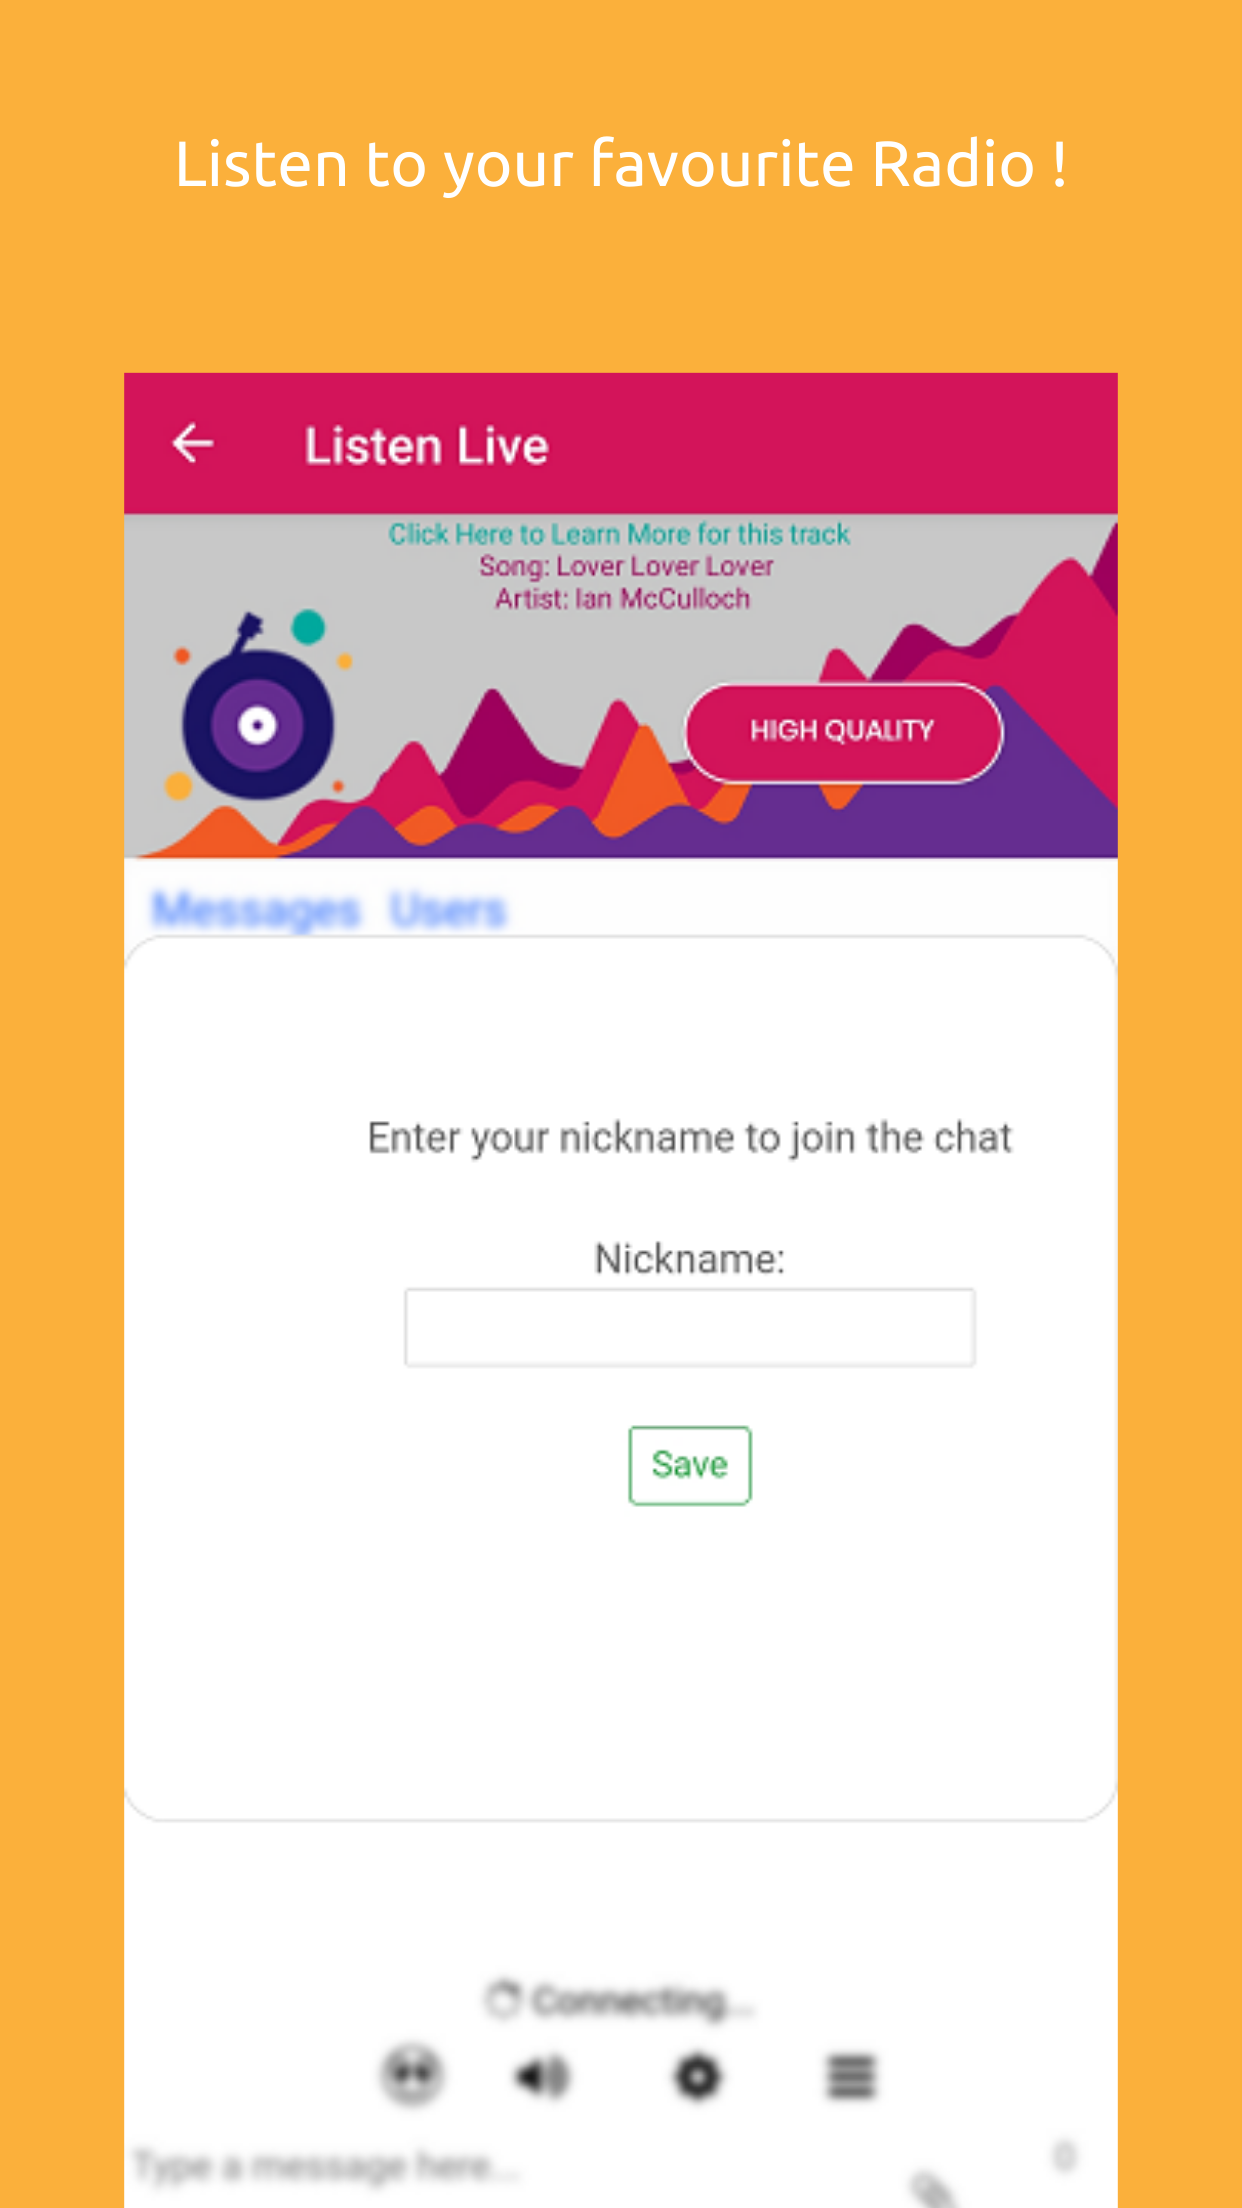 Listen to your favourite Radio !
Listen Live
Click Here to Learn More for this track
Song: Lover Lover Lover
Artist: Ian McCulloch
HIGH QUALITY
Messages Users
Enter your nickname to join the chat
Nickname:
Save
Connecting...
Type a message here...
0